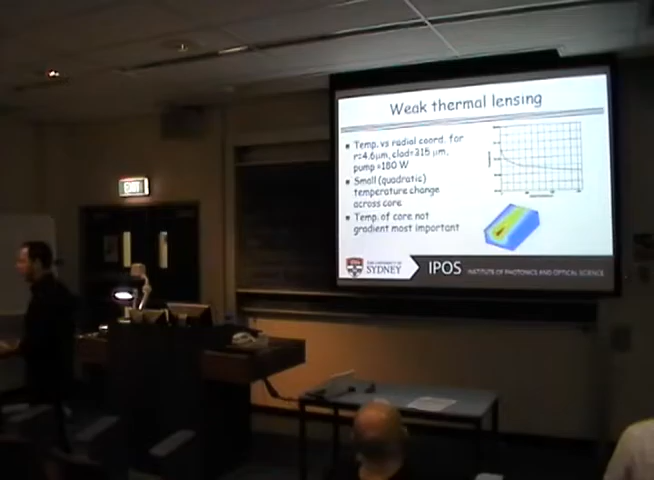 Weak thermal lensing
Temp. vs radial coord. for
r=4.6μm, clad=315 μm,
pump =180 W
Small (quadratic)
temperature change
across core
Temp. of core not
gradient most important
THE UNIVERSITY OF
SYDNEY
IPOS
INSTITUTE OF PHOTONICS AND OPTICAL SCIENCE
EXIT